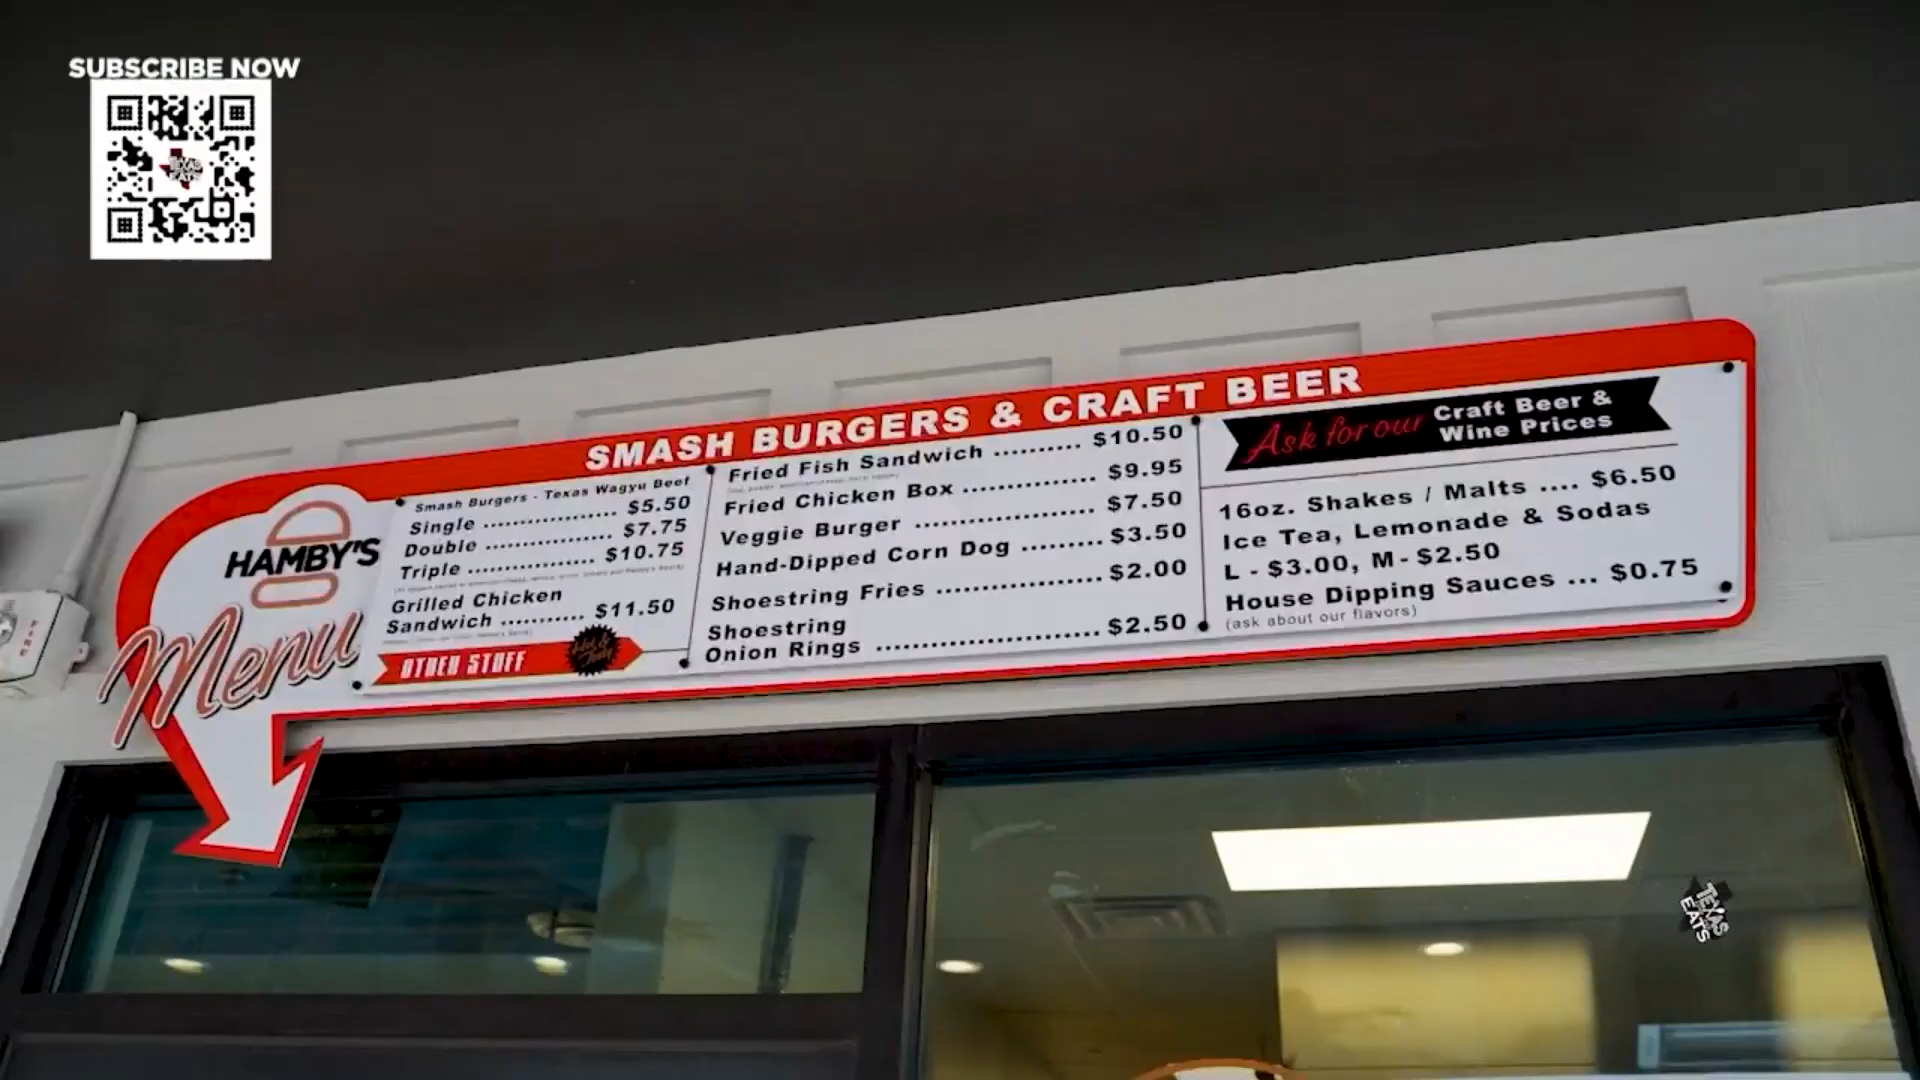 SUBSCRIBE NOW
TEXAS
EATS
SMASH BURGERS & CRAFT BEER
HAMBY'S
Menu
Smash Burgers - Texas Wagyu Beef
Single .................. $5.50
Double ................. $7.75
Triple ................. $10.75
Grilled Chicken
Sandwich ........... $11.50
OTHER STUFF
Fried Fish Sandwich ......... $10.50
Fried Chicken Box .............. $9.95
Veggie Burger ................... $7.50
Hand-Dipped Corn Dog ......... $3.50
Shoestring Fries .................. $2.00
Shoestring
Onion Rings ........................ $2.50
Ask for our Craft Beer &
Wine Prices
16oz. Shakes / Malts .... $6.50
Ice Tea, Lemonade & Sodas
L - $3.00, M - $2.50
House Dipping Sauces ... $0.75
(ask about our flavors)
TEXAS
EATS